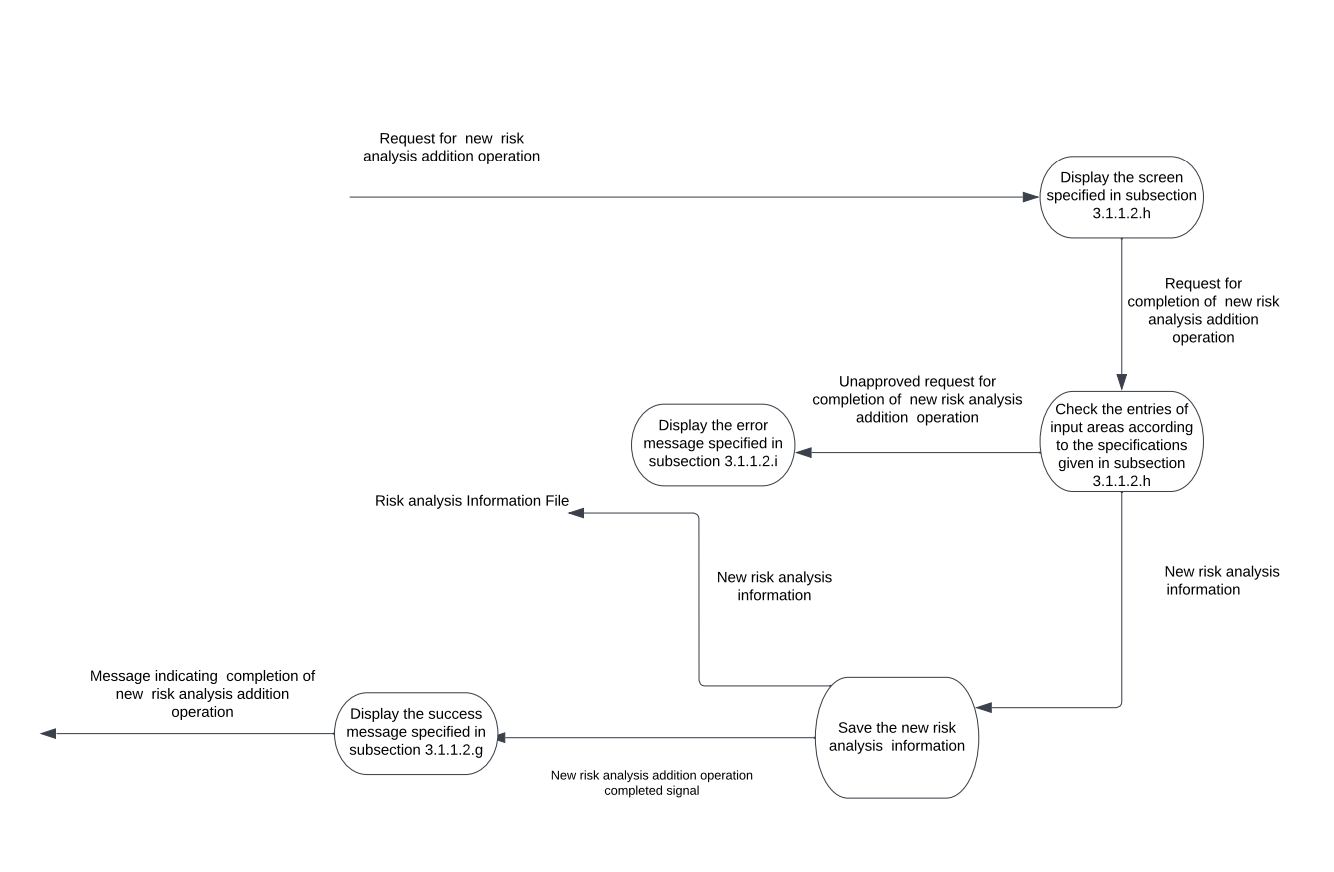 Request for new risk
analysis addition operation
Display the screen
specified in subsection
3.1.1.2.h
Request for
completion of new risk
analysis addition
operation
Unapproved request for
completion of new risk analysis
addition operation
Check the entries of
input areas according
to the specifications
given in subsection
3.1.1.2.h
Display the error
message specified in
subsection 3.1.1.2.i
Risk analysis Information File
New risk analysis
information
New risk analysis
information
Message indicating completion of
new risk analysis addition
operation
Display the success
message specified in
subsection 3.1.1.2.g
Save the new risk
analysis information
New risk analysis addition operation
completed signal